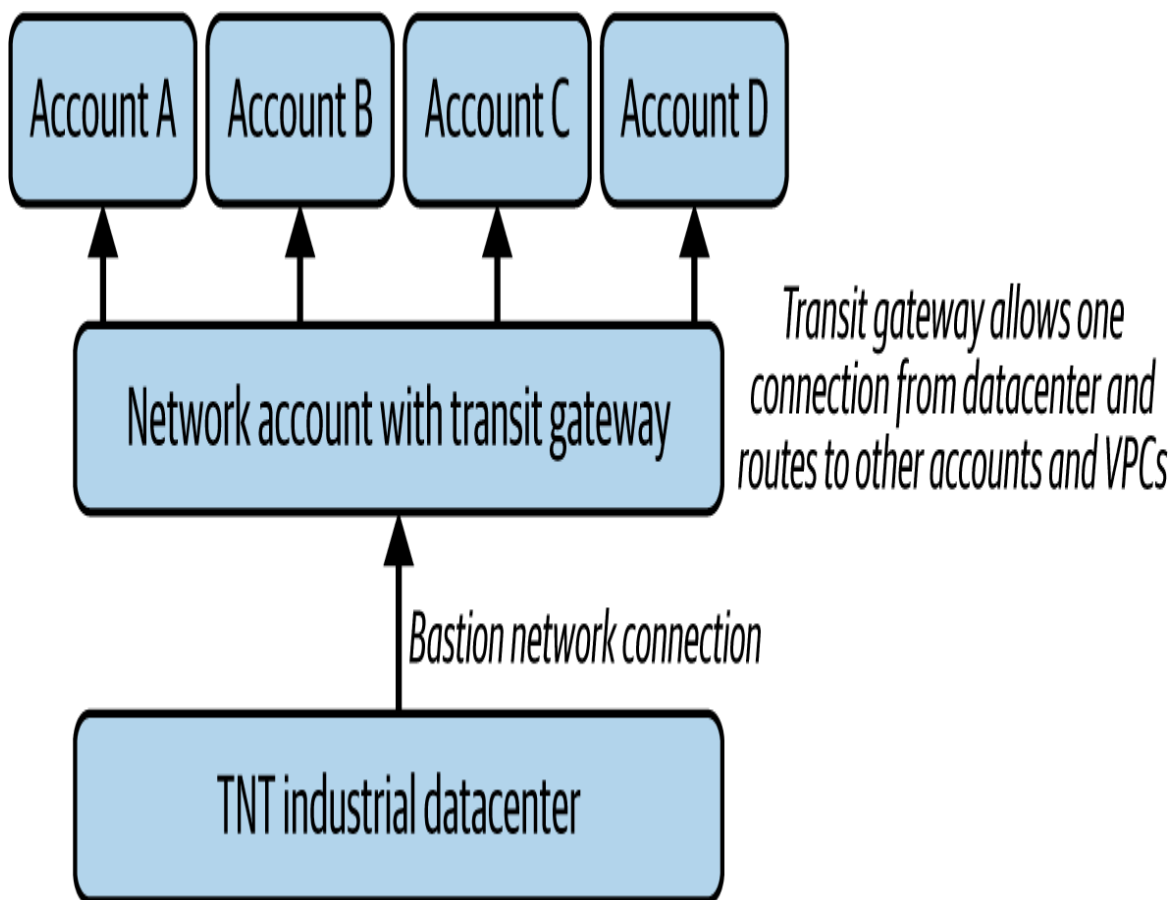 Account A
Account B
Account C
Account D
Transit gateway allows one
connection from datacenter and
routes to other accounts and VPCs
Network account with transit gateway
Bastion network connection
TNT industrial datacenter